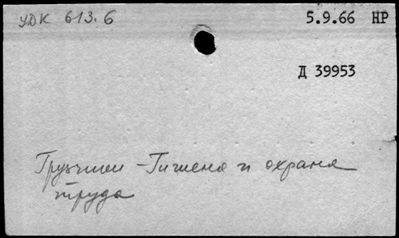 УДК 613.6 5.9.66 НР
Д 39953
Грузчики - Гигиена и охрана
труда